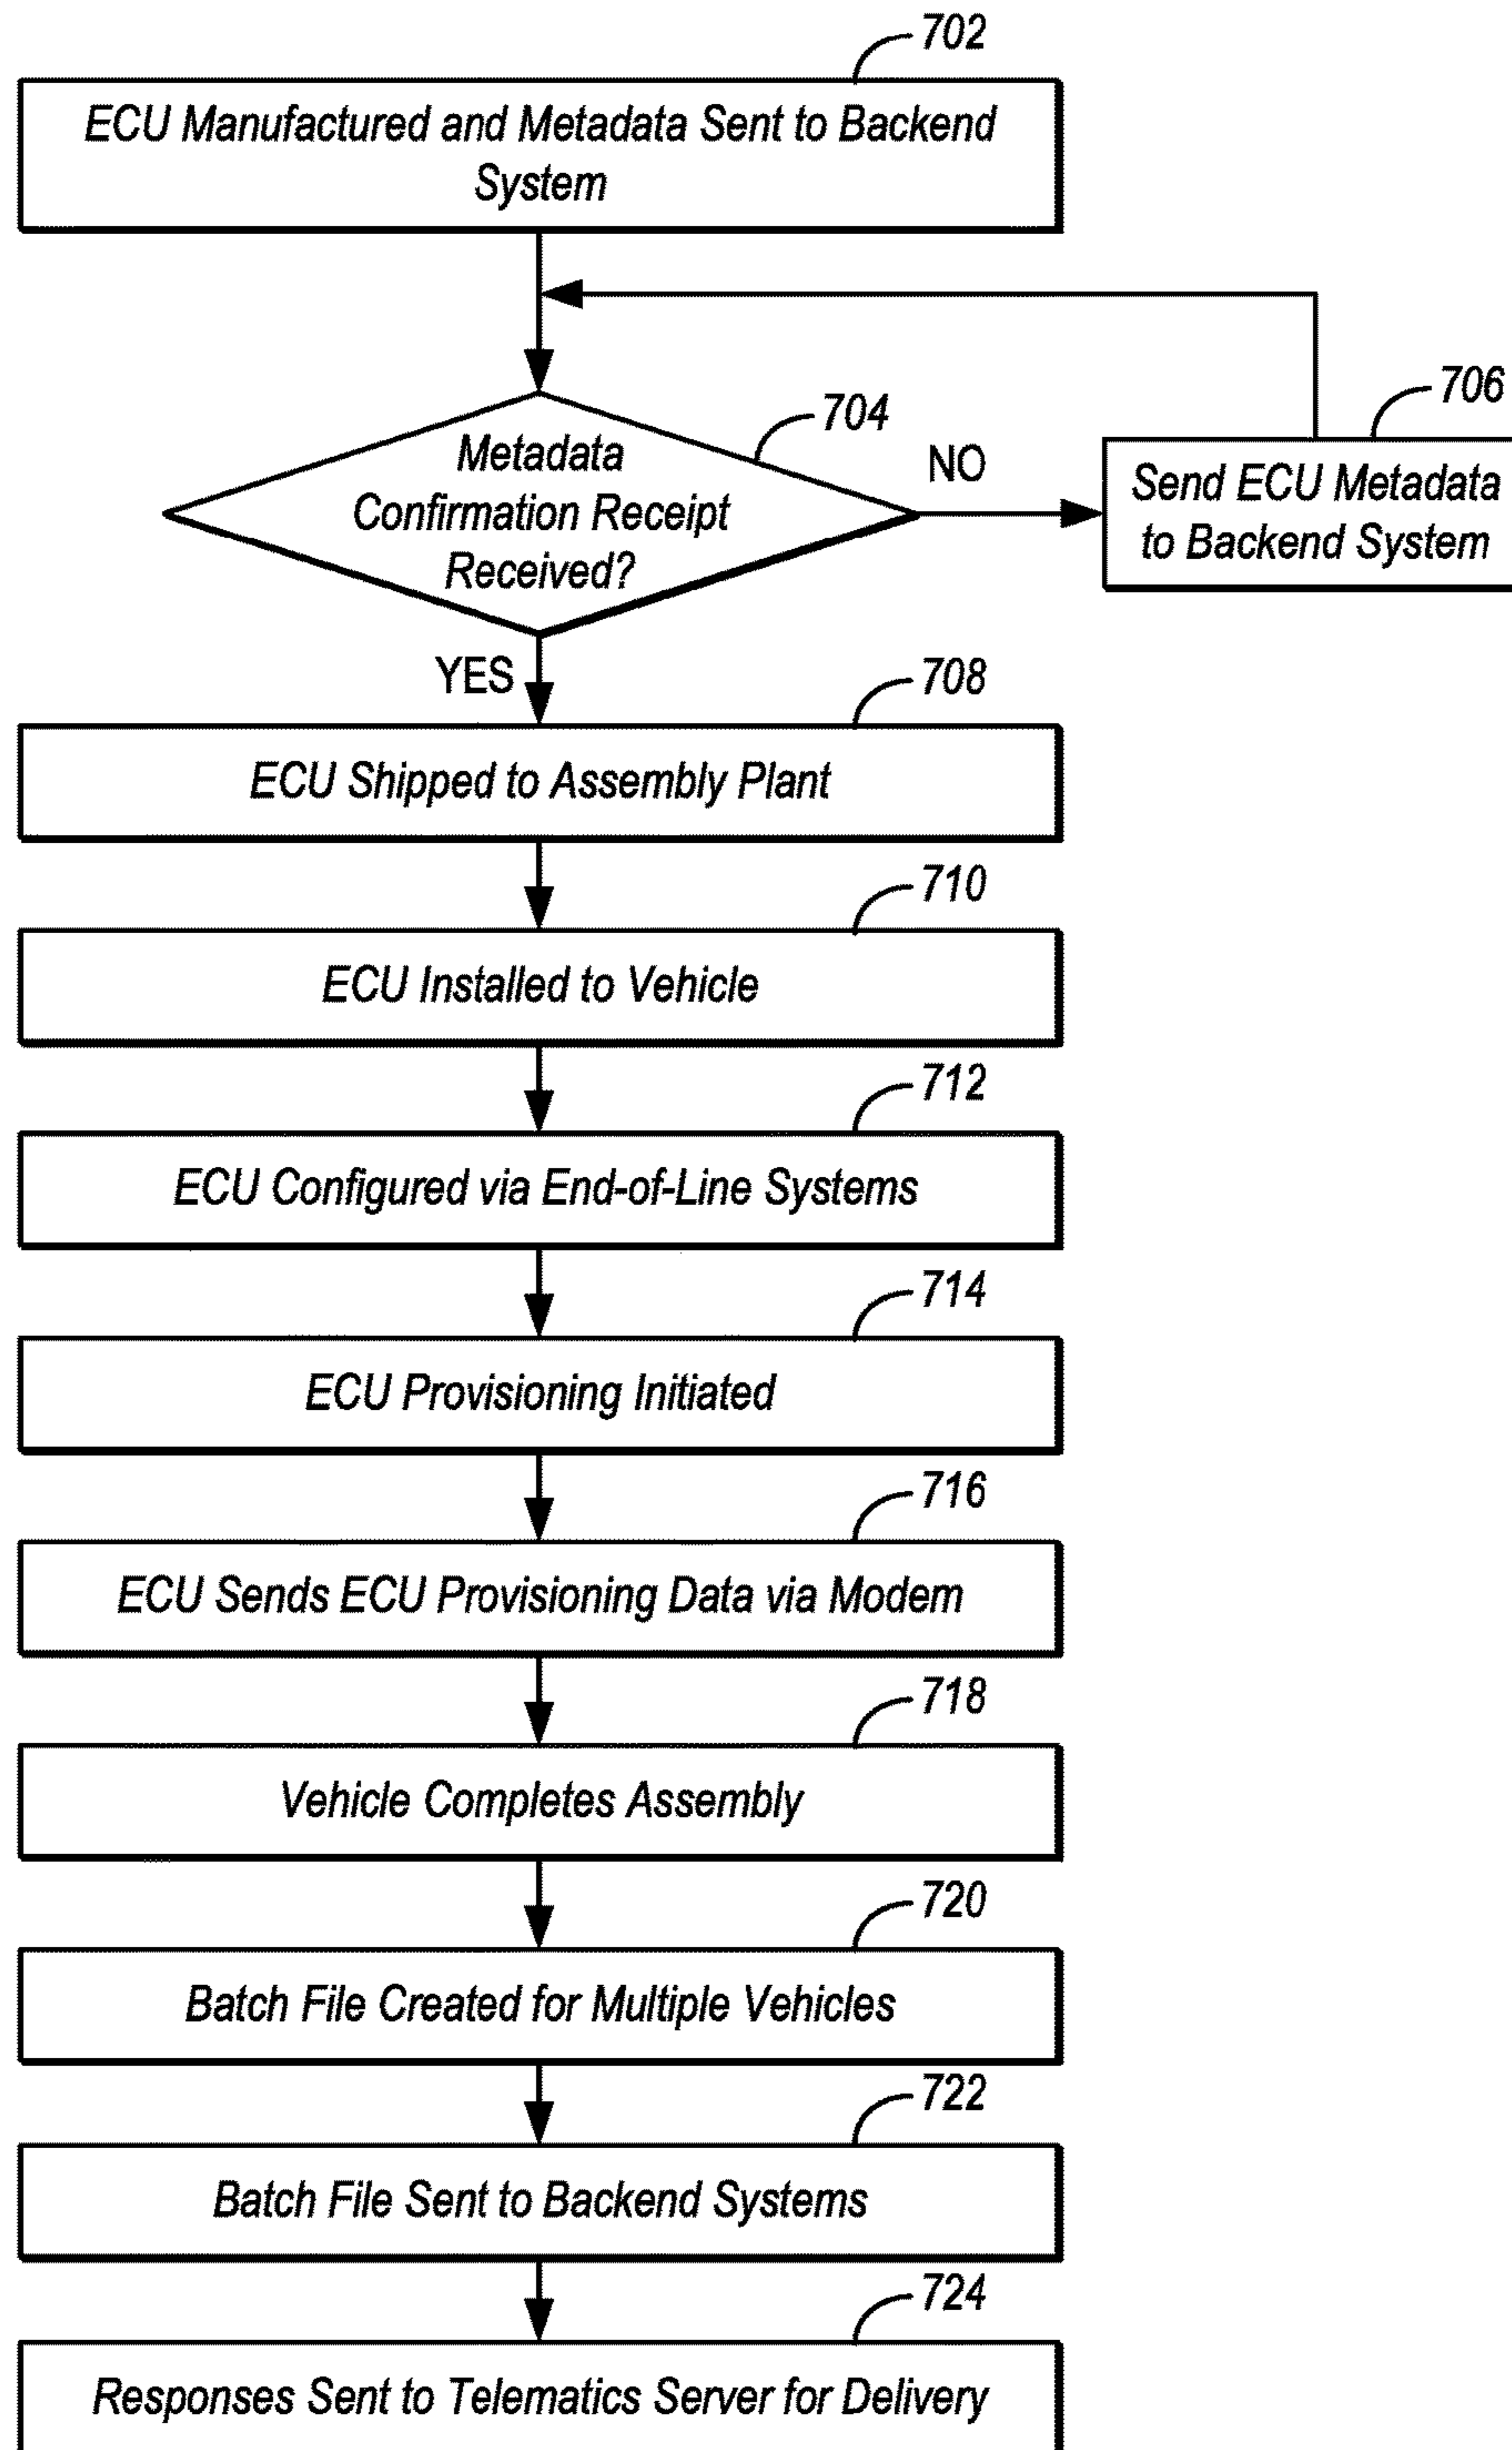 702
ECU Manufactured and Metadata Sent to Backend
System
704
Metadata
Confirmation Receipt
Received?
NO
706
Send ECU Metadata
to Backend System
YES
708
ECU Shipped to Assembly Plant
710
ECU Installed to Vehicle
712
ECU Configured via End-of-Line Systems
714
ECU Provisioning Initiated
716
ECU Sends ECU Provisioning Data via Modem
718
Vehicle Completes Assembly
720
Batch File Created for Multiple Vehicles
722
Batch File Sent to Backend Systems
724
Responses Sent to Telematics Server for Delivery